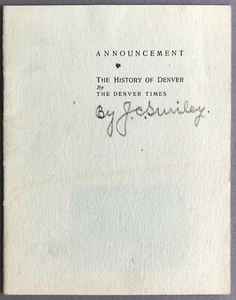 ANNOUNCEMENT
THE HISTORY OF DENVER
By
THE DENVER TIMES
By J.C. Smiley.